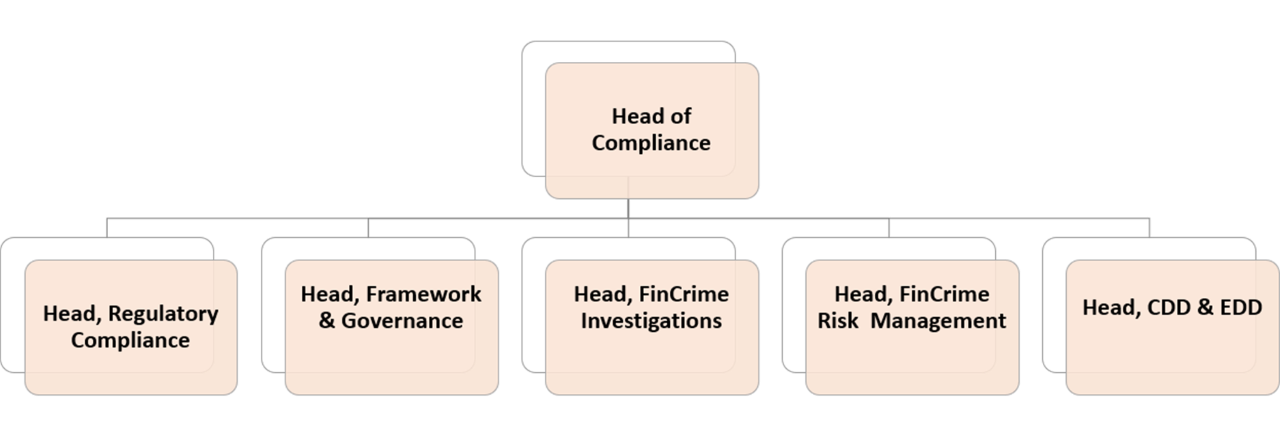 Head of
Compliance
Head, Regulatory
Compliance
Head, Framework
& Governance
Head, FinCrime
Investigations
Head, FinCrime
Risk  Management
Head, CDD & EDD